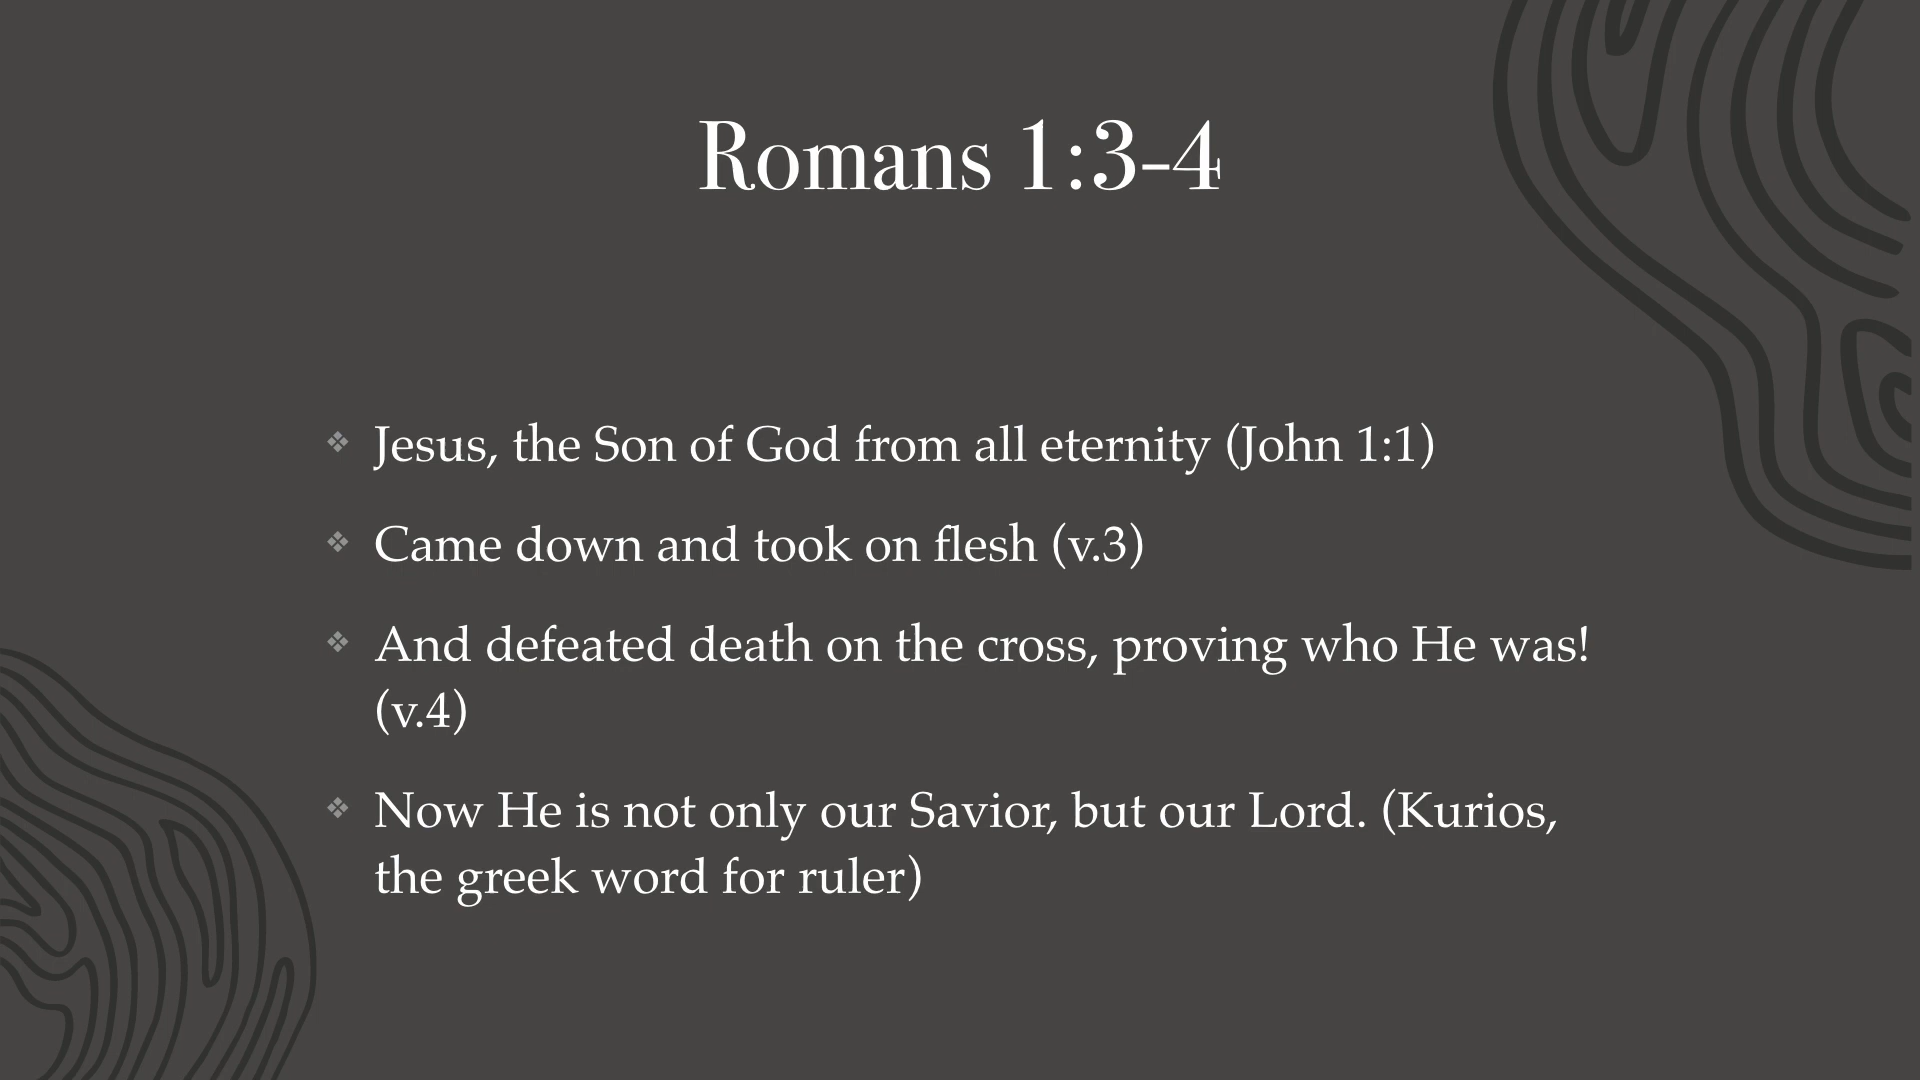 Romans 1:3-4
❖ Jesus, the Son of God from all eternity (John 1:1)
❖ Came down and took on flesh (v.3)
❖ And defeated death on the cross, proving who He was!
(v.4)
❖ Now He is not only our Savior, but our Lord. (Kurios,
the greek word for ruler)